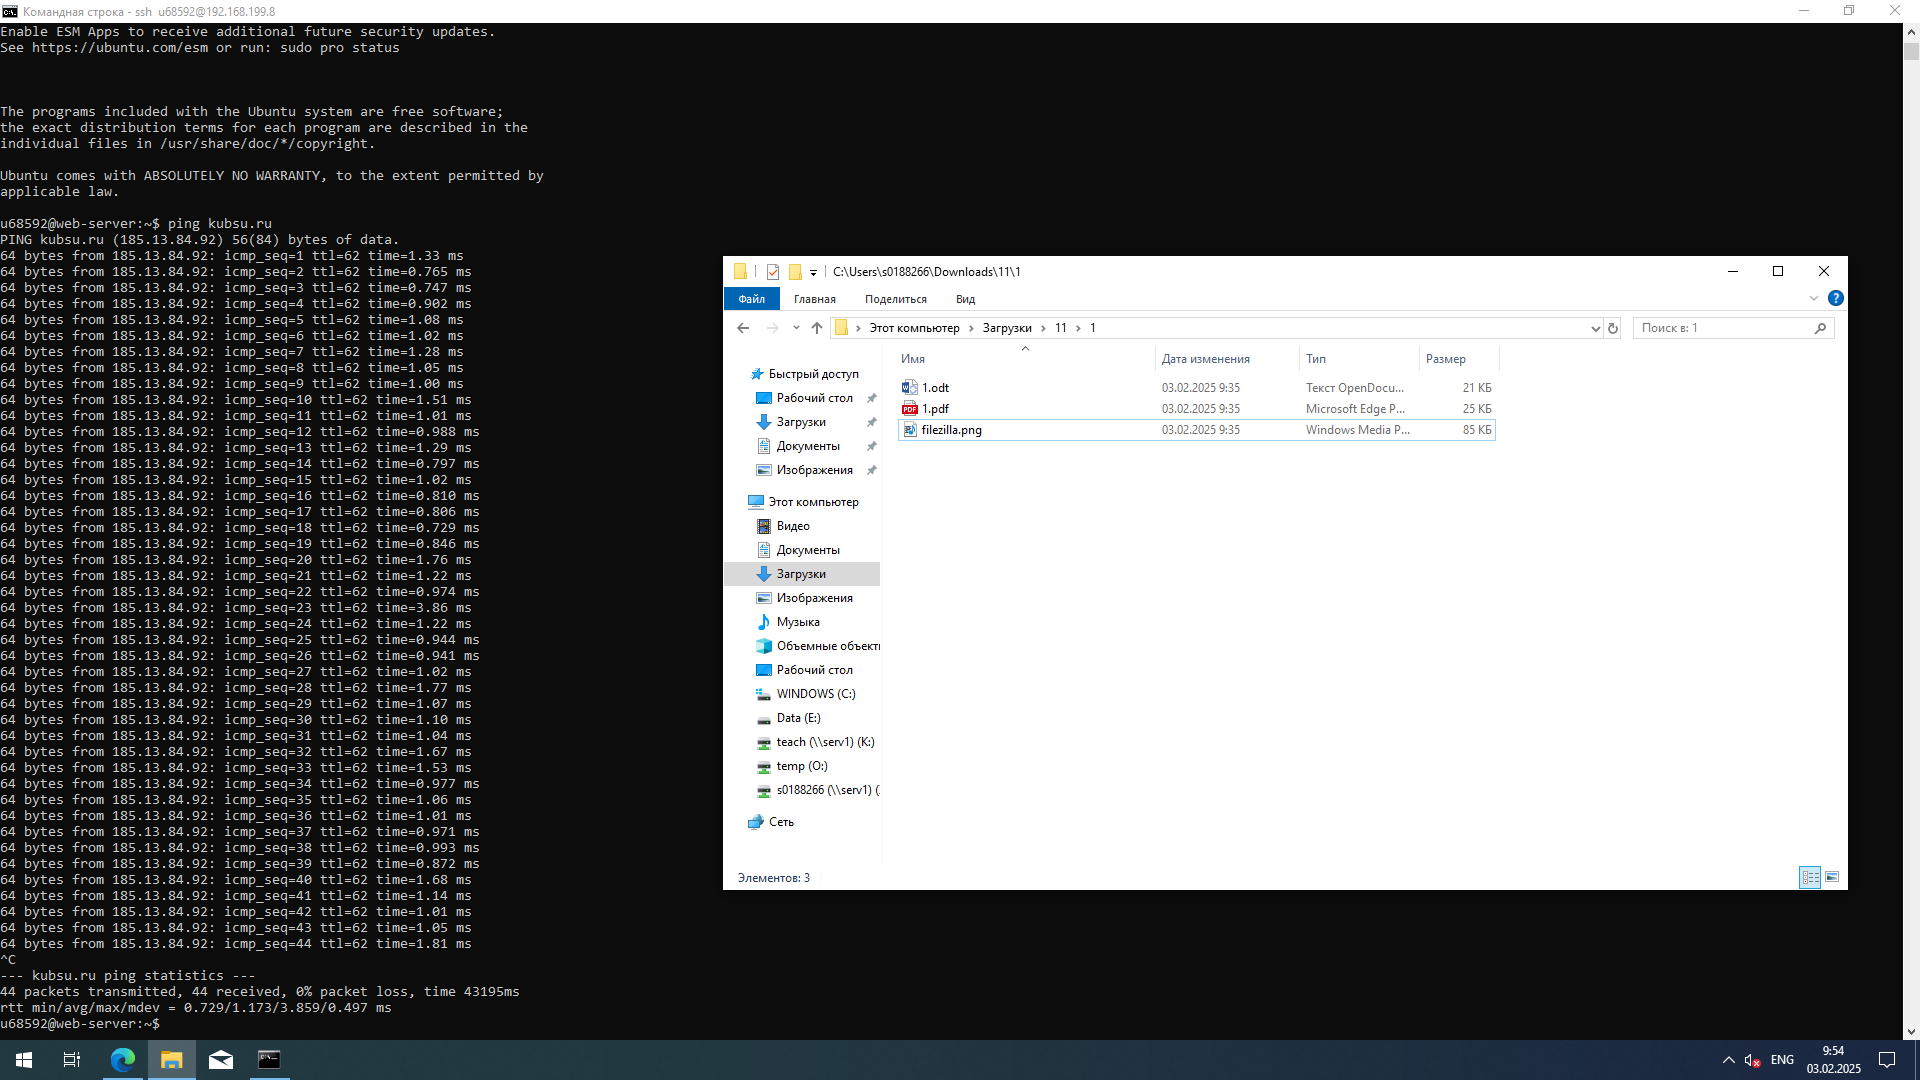 Командная строка - ssh  u68592@192.168.199.8
Enable ESM Apps to receive additional future security updates.
See https://ubuntu.com/esm or run: sudo pro status
The programs included with the Ubuntu system are free software;
the exact distribution terms for each program are described in the
individual files in /usr/share/doc/*/copyright.
Ubuntu comes with ABSOLUTELY NO WARRANTY, to the extent permitted by
applicable law.
u68592@web-server:~$ ping kubsu.ru
PING kubsu.ru (185.13.84.92) 56(84) bytes of data.
64 bytes from 185.13.84.92: icmp_seq=1 ttl=62 time=1.33 ms
64 bytes from 185.13.84.92: icmp_seq=2 ttl=62 time=0.765 ms
64 bytes from 185.13.84.92: icmp_seq=3 ttl=62 time=0.747 ms
64 bytes from 185.13.84.92: icmp_seq=4 ttl=62 time=0.902 ms
64 bytes from 185.13.84.92: icmp_seq=5 ttl=62 time=1.08 ms
64 bytes from 185.13.84.92: icmp_seq=6 ttl=62 time=1.02 ms
64 bytes from 185.13.84.92: icmp_seq=7 ttl=62 time=1.28 ms
64 bytes from 185.13.84.92: icmp_seq=8 ttl=62 time=1.05 ms
64 bytes from 185.13.84.92: icmp_seq=9 ttl=62 time=1.00 ms
64 bytes from 185.13.84.92: icmp_seq=10 ttl=62 time=1.51 ms
64 bytes from 185.13.84.92: icmp_seq=11 ttl=62 time=1.01 ms
64 bytes from 185.13.84.92: icmp_seq=12 ttl=62 time=0.988 ms
64 bytes from 185.13.84.92: icmp_seq=13 ttl=62 time=1.29 ms
64 bytes from 185.13.84.92: icmp_seq=14 ttl=62 time=0.797 ms
64 bytes from 185.13.84.92: icmp_seq=15 ttl=62 time=1.02 ms
64 bytes from 185.13.84.92: icmp_seq=16 ttl=62 time=0.810 ms
64 bytes from 185.13.84.92: icmp_seq=17 ttl=62 time=0.806 ms
64 bytes from 185.13.84.92: icmp_seq=18 ttl=62 time=0.729 ms
64 bytes from 185.13.84.92: icmp_seq=19 ttl=62 time=0.846 ms
64 bytes from 185.13.84.92: icmp_seq=20 ttl=62 time=1.76 ms
64 bytes from 185.13.84.92: icmp_seq=21 ttl=62 time=1.22 ms
64 bytes from 185.13.84.92: icmp_seq=22 ttl=62 time=0.974 ms
64 bytes from 185.13.84.92: icmp_seq=23 ttl=62 time=3.86 ms
64 bytes from 185.13.84.92: icmp_seq=24 ttl=62 time=1.22 ms
64 bytes from 185.13.84.92: icmp_seq=25 ttl=62 time=0.944 ms
64 bytes from 185.13.84.92: icmp_seq=26 ttl=62 time=0.941 ms
64 bytes from 185.13.84.92: icmp_seq=27 ttl=62 time=1.02 ms
64 bytes from 185.13.84.92: icmp_seq=28 ttl=62 time=1.77 ms
64 bytes from 185.13.84.92: icmp_seq=29 ttl=62 time=1.07 ms
64 bytes from 185.13.84.92: icmp_seq=30 ttl=62 time=1.10 ms
64 bytes from 185.13.84.92: icmp_seq=31 ttl=62 time=1.04 ms
64 bytes from 185.13.84.92: icmp_seq=32 ttl=62 time=1.67 ms
64 bytes from 185.13.84.92: icmp_seq=33 ttl=62 time=1.53 ms
64 bytes from 185.13.84.92: icmp_seq=34 ttl=62 time=0.977 ms
64 bytes from 185.13.84.92: icmp_seq=35 ttl=62 time=1.06 ms
64 bytes from 185.13.84.92: icmp_seq=36 ttl=62 time=1.01 ms
64 bytes from 185.13.84.92: icmp_seq=37 ttl=62 time=0.971 ms
64 bytes from 185.13.84.92: icmp_seq=38 ttl=62 time=0.993 ms
64 bytes from 185.13.84.92: icmp_seq=39 ttl=62 time=0.872 ms
64 bytes from 185.13.84.92: icmp_seq=40 ttl=62 time=1.68 ms
64 bytes from 185.13.84.92: icmp_seq=41 ttl=62 time=1.14 ms
64 bytes from 185.13.84.92: icmp_seq=42 ttl=62 time=1.01 ms
64 bytes from 185.13.84.92: icmp_seq=43 ttl=62 time=1.05 ms
64 bytes from 185.13.84.92: icmp_seq=44 ttl=62 time=1.81 ms
^C
--- kubsu.ru ping statistics ---
44 packets transmitted, 44 received, 0% packet loss, time 43195ms
rtt min/avg/max/mdev = 0.729/1.173/3.859/0.497 ms
u68592@web-server:~$
C:\Users\s0188266\Downloads\11\1
Файл Главная Поделиться Вид
Этот компьютер Загрузки 11 1
Поиск в: 1
Быстрый доступ
Рабочий стол
Загрузки
Документы
Изображения
Этот компьютер
Видео
Документы
Загрузки
Изображения
Музыка
Объемные объекты
Рабочий стол
WINDOWS (C:)
Data (E:)
teach (\\serv1) (K:)
temp (O:)
s0188266 (\\serv1) (
Сеть
Имя Дата изменения Тип Размер
1.odt 03.02.2025 9:35 Текст OpenDocu... 21 КБ
1.pdf 03.02.2025 9:35 Microsoft Edge P... 25 КБ
filezilla.png 03.02.2025 9:35 Windows Media P... 85 КБ
Элементов: 3
ENG
9:54
03.02.2025